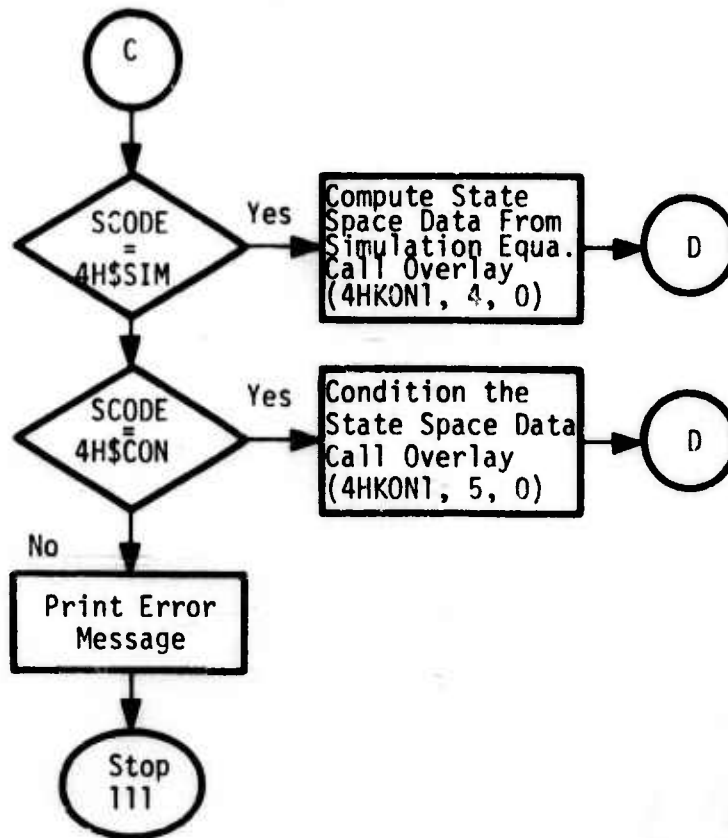 C
SCODE
=
4H$SIM
Yes
Compute State
Space Data From
Simulation Equa.
Call Overlay
(4HKON1, 4, 0)
D
SCODE
=
4H$CON
Yes
Condition the
State Space Data
Call Overlay
(4HKON1, 5, 0)
D
No
Print Error
Message
Stop
111